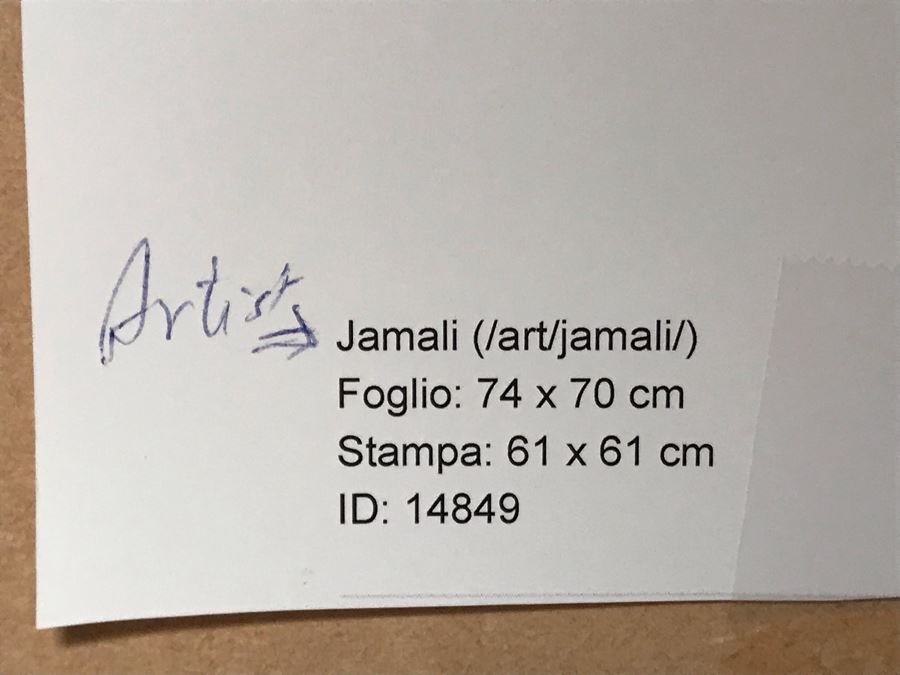 Artist
Jamali (/art/jamali/)
Foglio: 74 x 70 cm
Stampa: 61 x 61 cm
ID: 14849